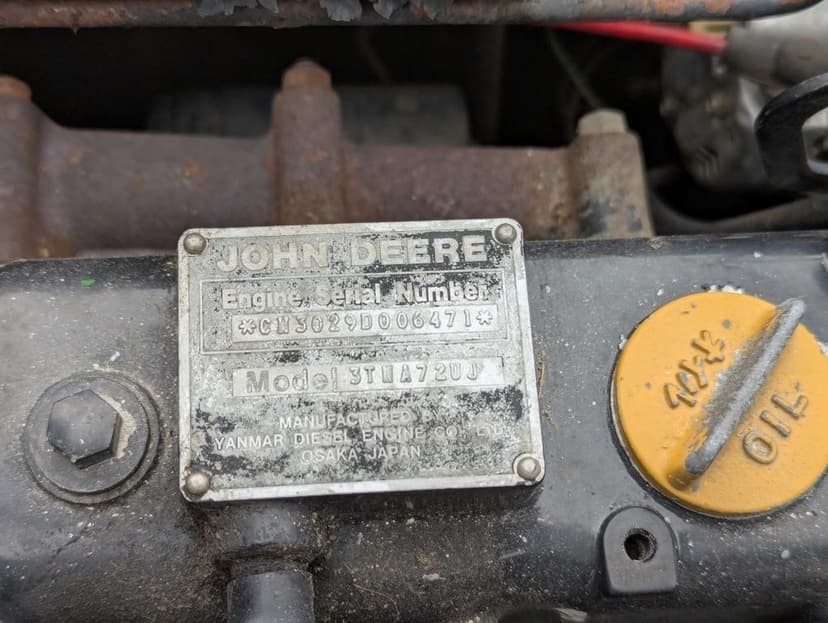 JOHN DEERE
Engine Serial Number
*CH3029D006471*
Model 3TNA72UJ
MANUFACTURED BY
YANMAR DIESEL ENGINE CO., LTD.
OSAKA JAPAN
OIL